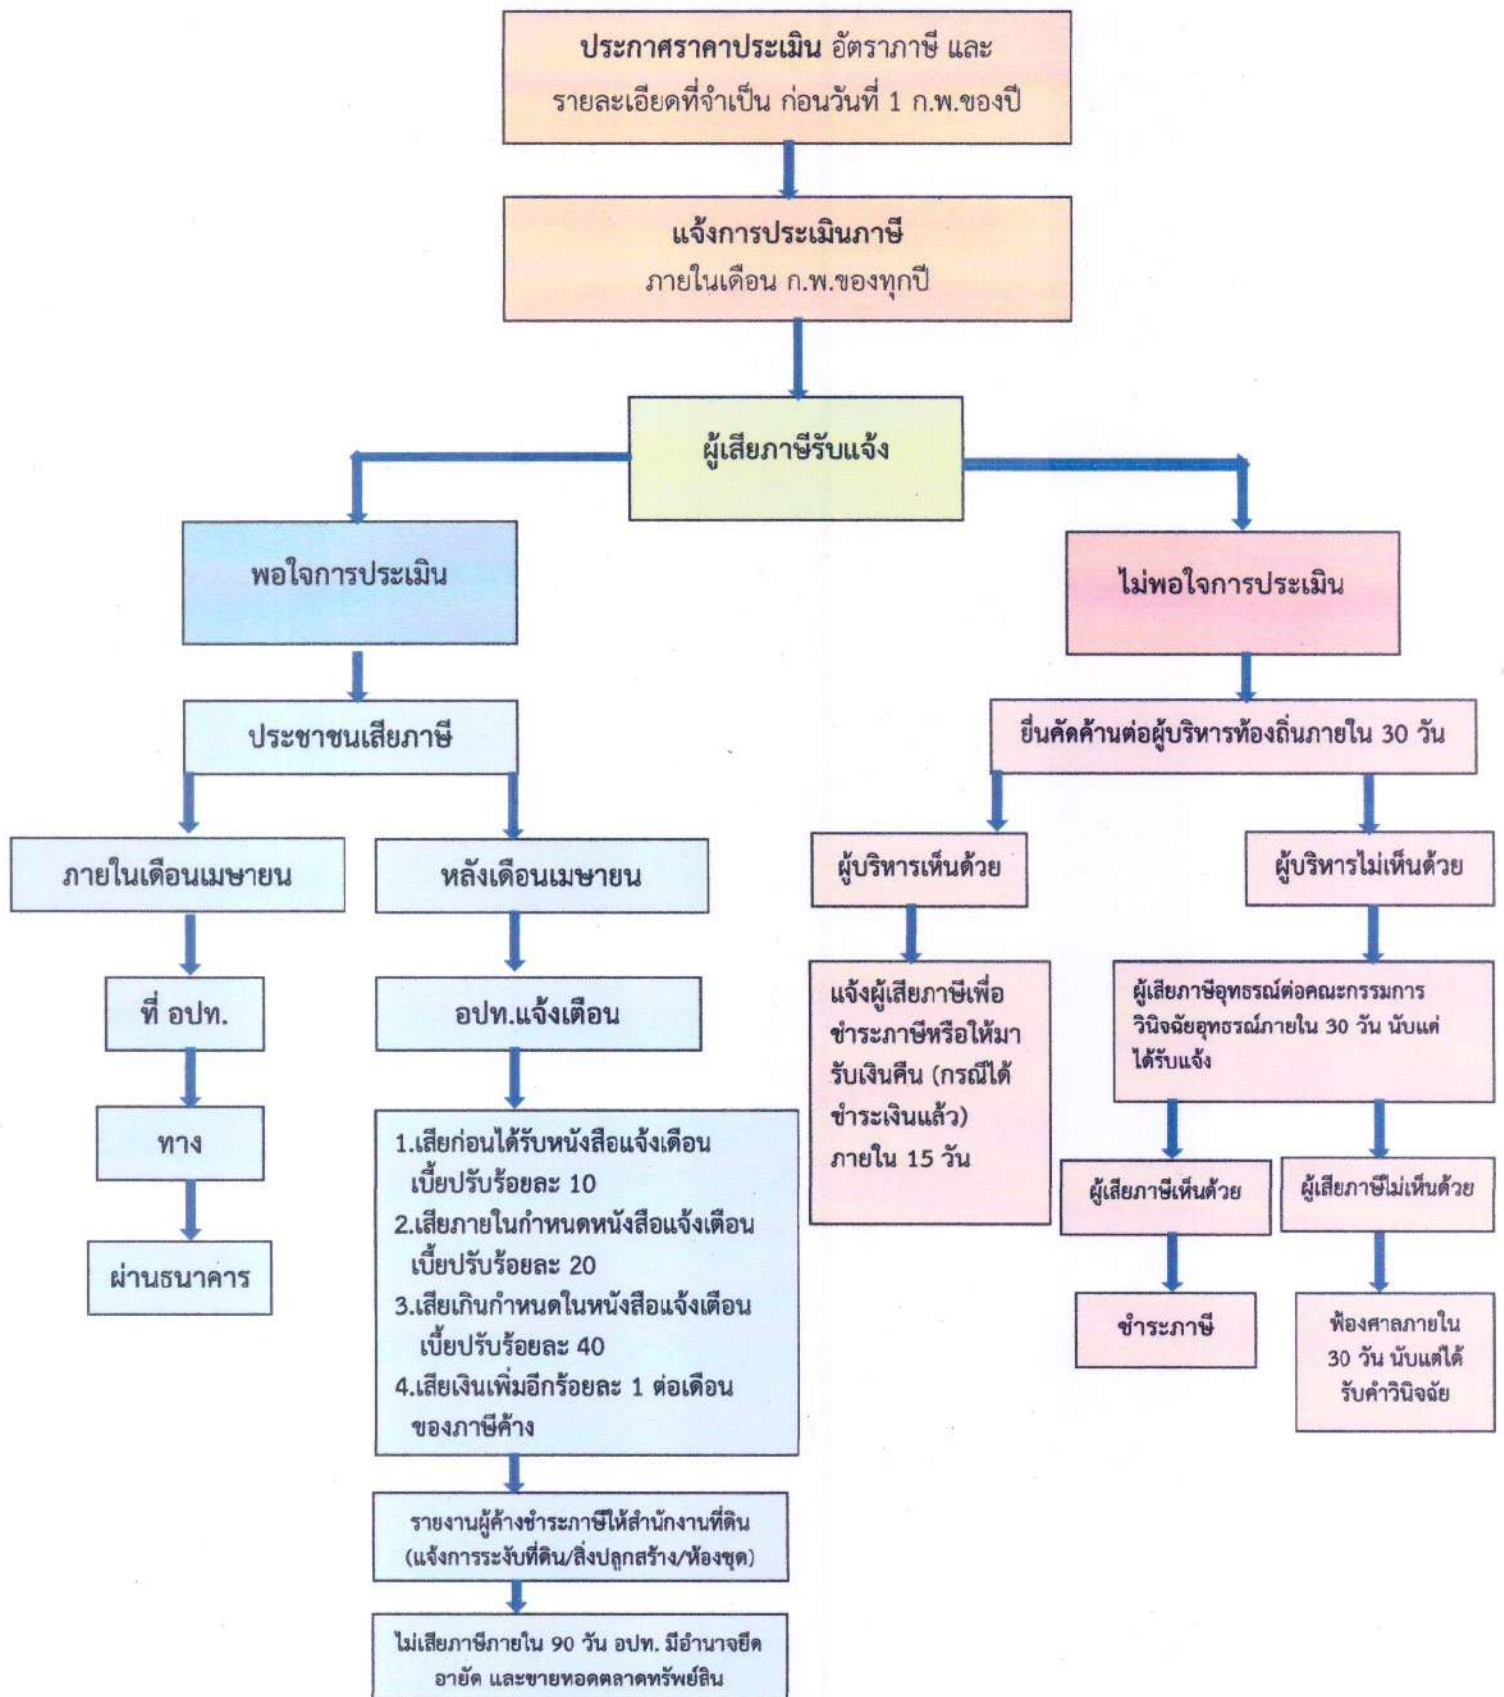 ประกาศราคาประเมิน อัตราภาษี และ
รายละเอียดที่จำเป็น ก่อนวันที่ 1 ก.พ.ของปี
แจ้งการประเมินภาษี
ภายในเดือน ก.พ.ของทุกปี
ผู้เสียภาษีรับแจ้ง
พอใจการประเมิน
ไม่พอใจการประเมิน
ประชาชนเสียภาษี
ยื่นคัดค้านต่อผู้บริหารท้องถิ่นภายใน 30 วัน
ภายในเดือนเมษายน
หลังเดือนเมษายน
ผู้บริหารเห็นด้วย
ผู้บริหารไม่เห็นด้วย
ที่ อปท.
อปท.แจ้งเตือน
แจ้งผู้เสียภาษีเพื่อ
ชำระภาษีหรือให้มา
รับเงินคืน (กรณีได้
ชำระเงินแล้ว)
ภายใน 15 วัน
ผู้เสียภาษีอุทธรณ์ต่อคณะกรรมการ
วินิจฉัยอุทธรณ์ภายใน 30 วัน นับแต่
ได้รับแจ้ง
ทาง
ผ่านธนาคาร
1.เสียก่อนได้รับหนังสือแจ้งเตือน
เบี้ยปรับร้อยละ 10
2.เสียภายในกำหนดหนังสือแจ้งเตือน
เบี้ยปรับร้อยละ 20
3.เสียเกินกำหนดในหนังสือแจ้งเตือน
เบี้ยปรับร้อยละ 40
4.เสียเงินเพิ่มอีกร้อยละ 1 ต่อเดือน
ของภาษีค้าง
ผู้เสียภาษีเห็นด้วย
ผู้เสียภาษีไม่เห็นด้วย
ชำระภาษี
ฟ้องศาลภายใน
30 วัน นับแต่ได้
รับคำวินิจฉัย
รายงานผู้ค้างชำระภาษีให้สำนักงานที่ดิน
(แจ้งการระงับที่ดิน/สิ่งปลูกสร้าง/ห้องชุด)
ไม่เสียภาษีภายใน 90 วัน อปท. มีอำนาจยึด
อายัด และขายทอดตลาดทรัพย์สิน